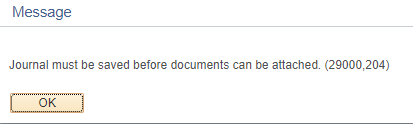 Message
Journal must be saved before documents can be attached. (29000,204)
OK